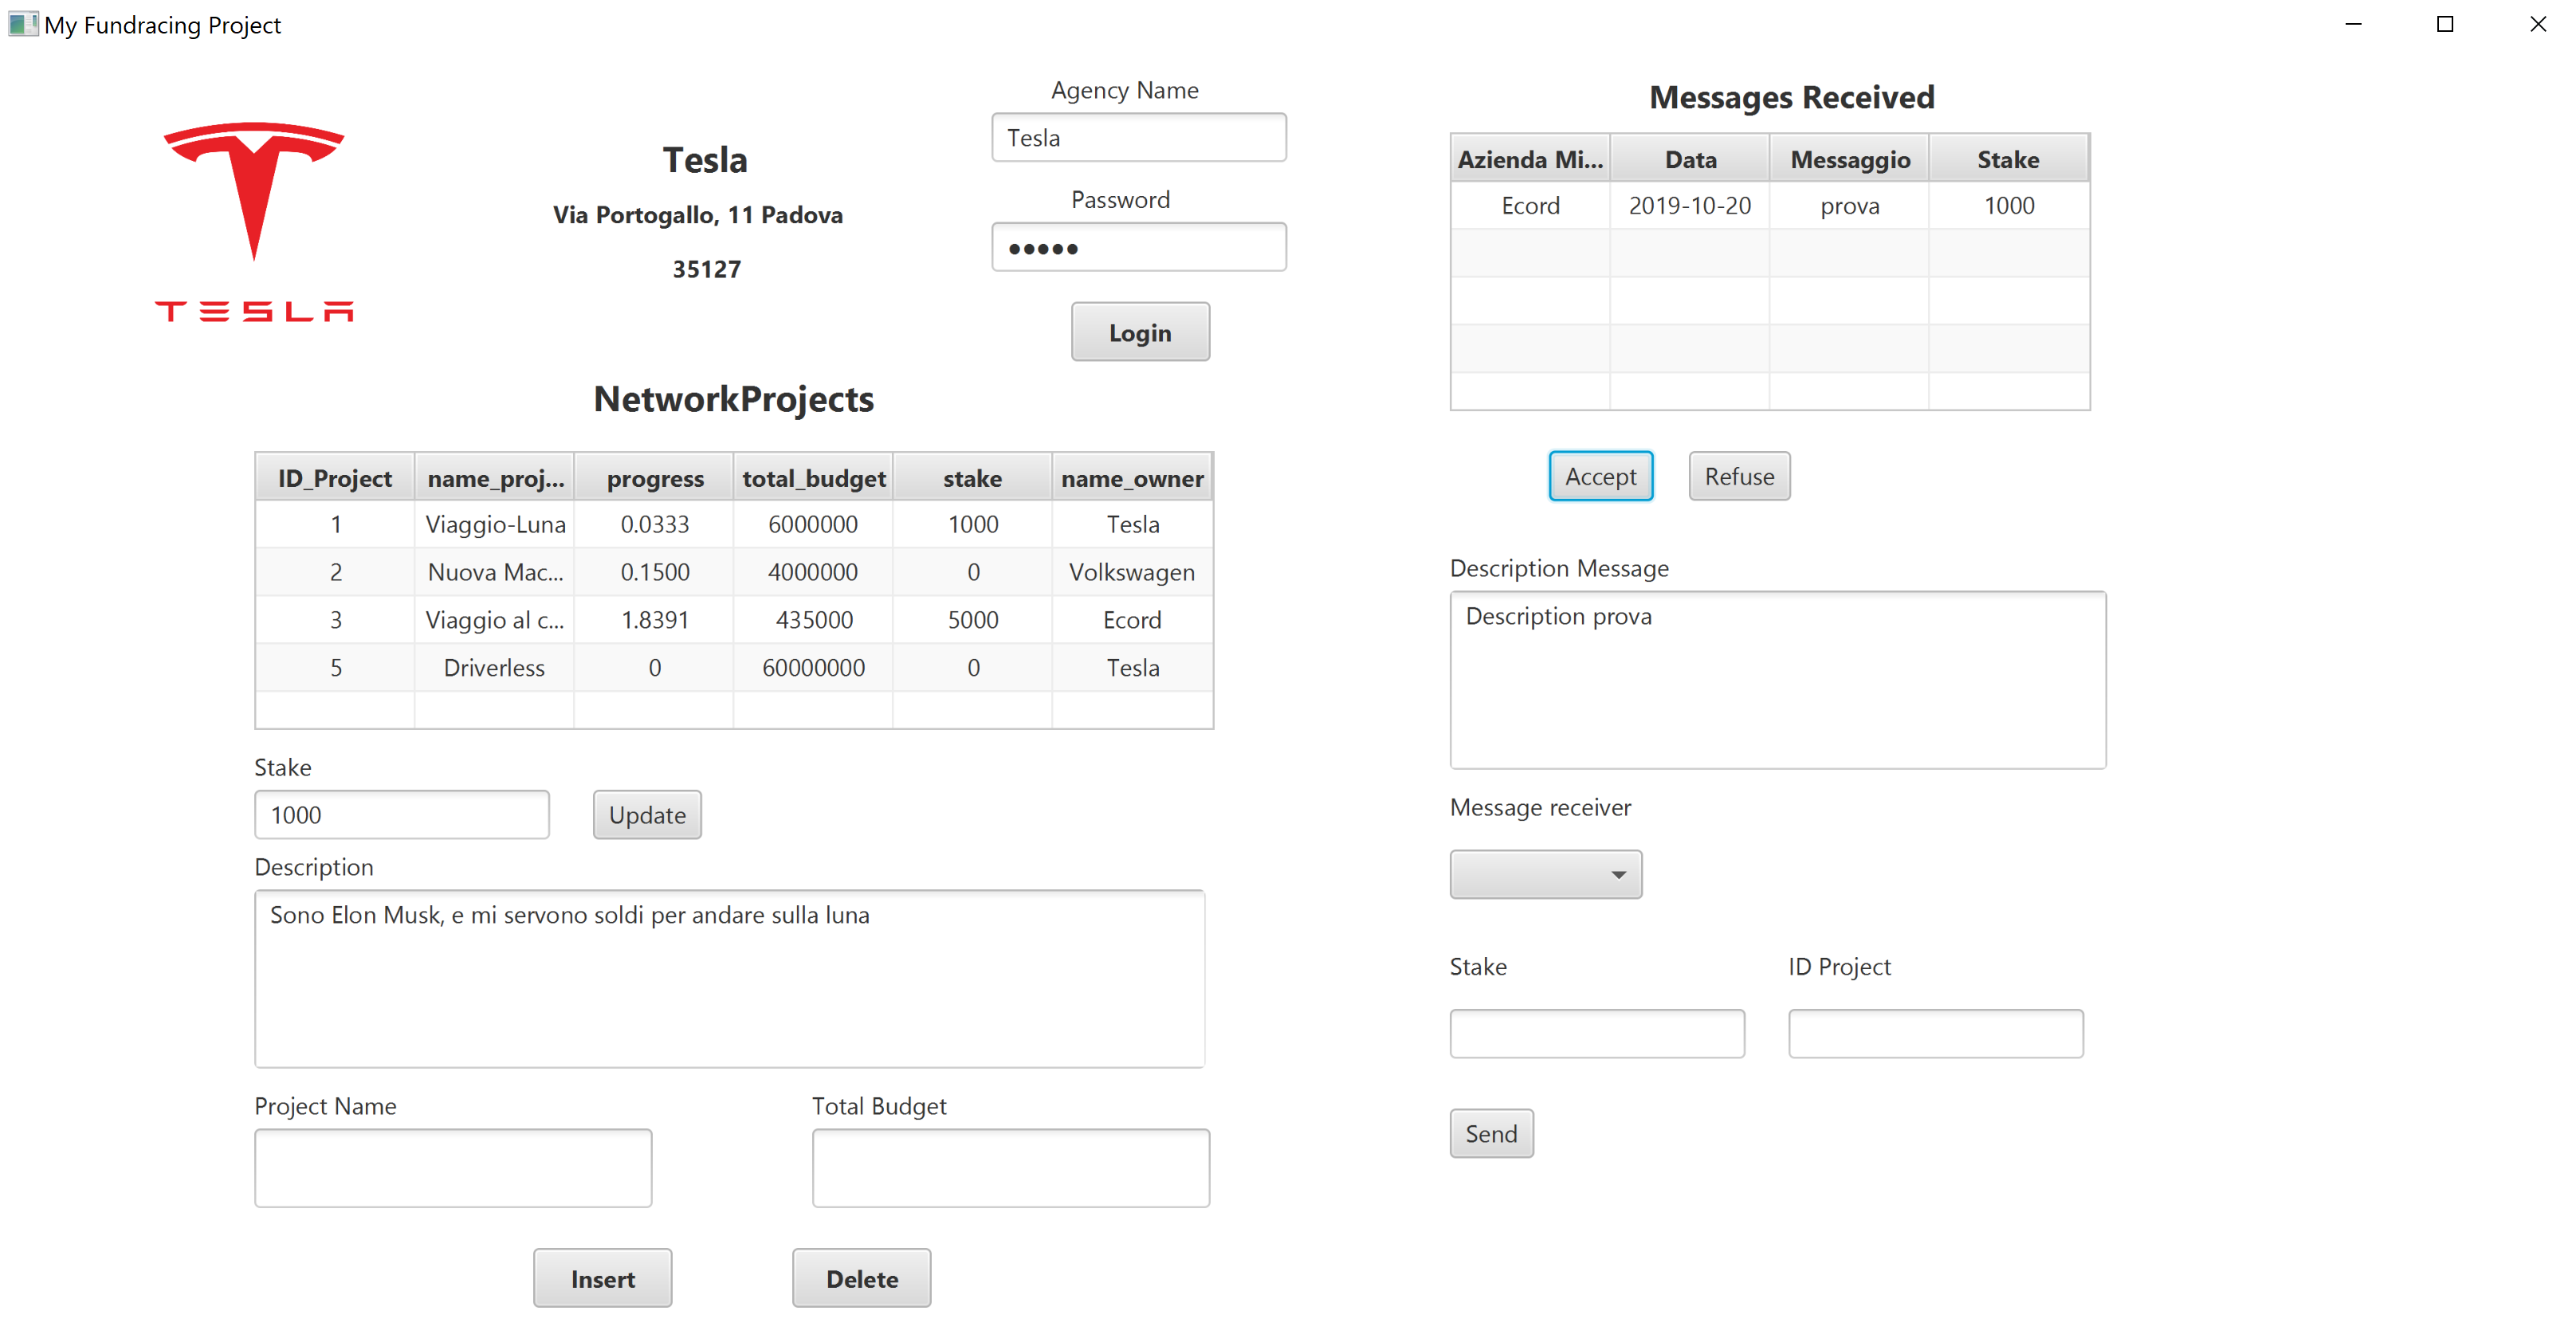 My Fundracing Project
TESLA
Tesla
Via Portogallo, 11 Padova
35127
Agency Name
Tesla
Password
●●●●●
Login
NetworkProjects
ID_Project name_proj... progress total_budget stake name_owner
1 Viaggio-Luna 0.0333 6000000 1000 Tesla
2 Nuova Mac... 0.1500 4000000 0 Volkswagen
3 Viaggio al c... 1.8391 435000 5000 Ecord
5 Driverless 0 60000000 0 Tesla
Stake
1000 Update
Description
Sono Elon Musk, e mi servono soldi per andare sulla luna
Project Name Total Budget
Insert Delete
Messages Received
Azienda Mi... Data Messaggio Stake
Ecord 2019-10-20 prova 1000
Accept Refuse
Description Message
Description prova
Message receiver
Stake ID Project
Send